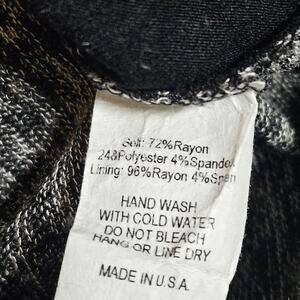 Self: 72%Rayon
24%Polyester 4%Spandex
Lining: 96%Rayon 4%Span
HAND WASH
WITH COLD WATER
DO NOT BLEACH
HANG OR LINE DRY
MADE IN U.S.A.